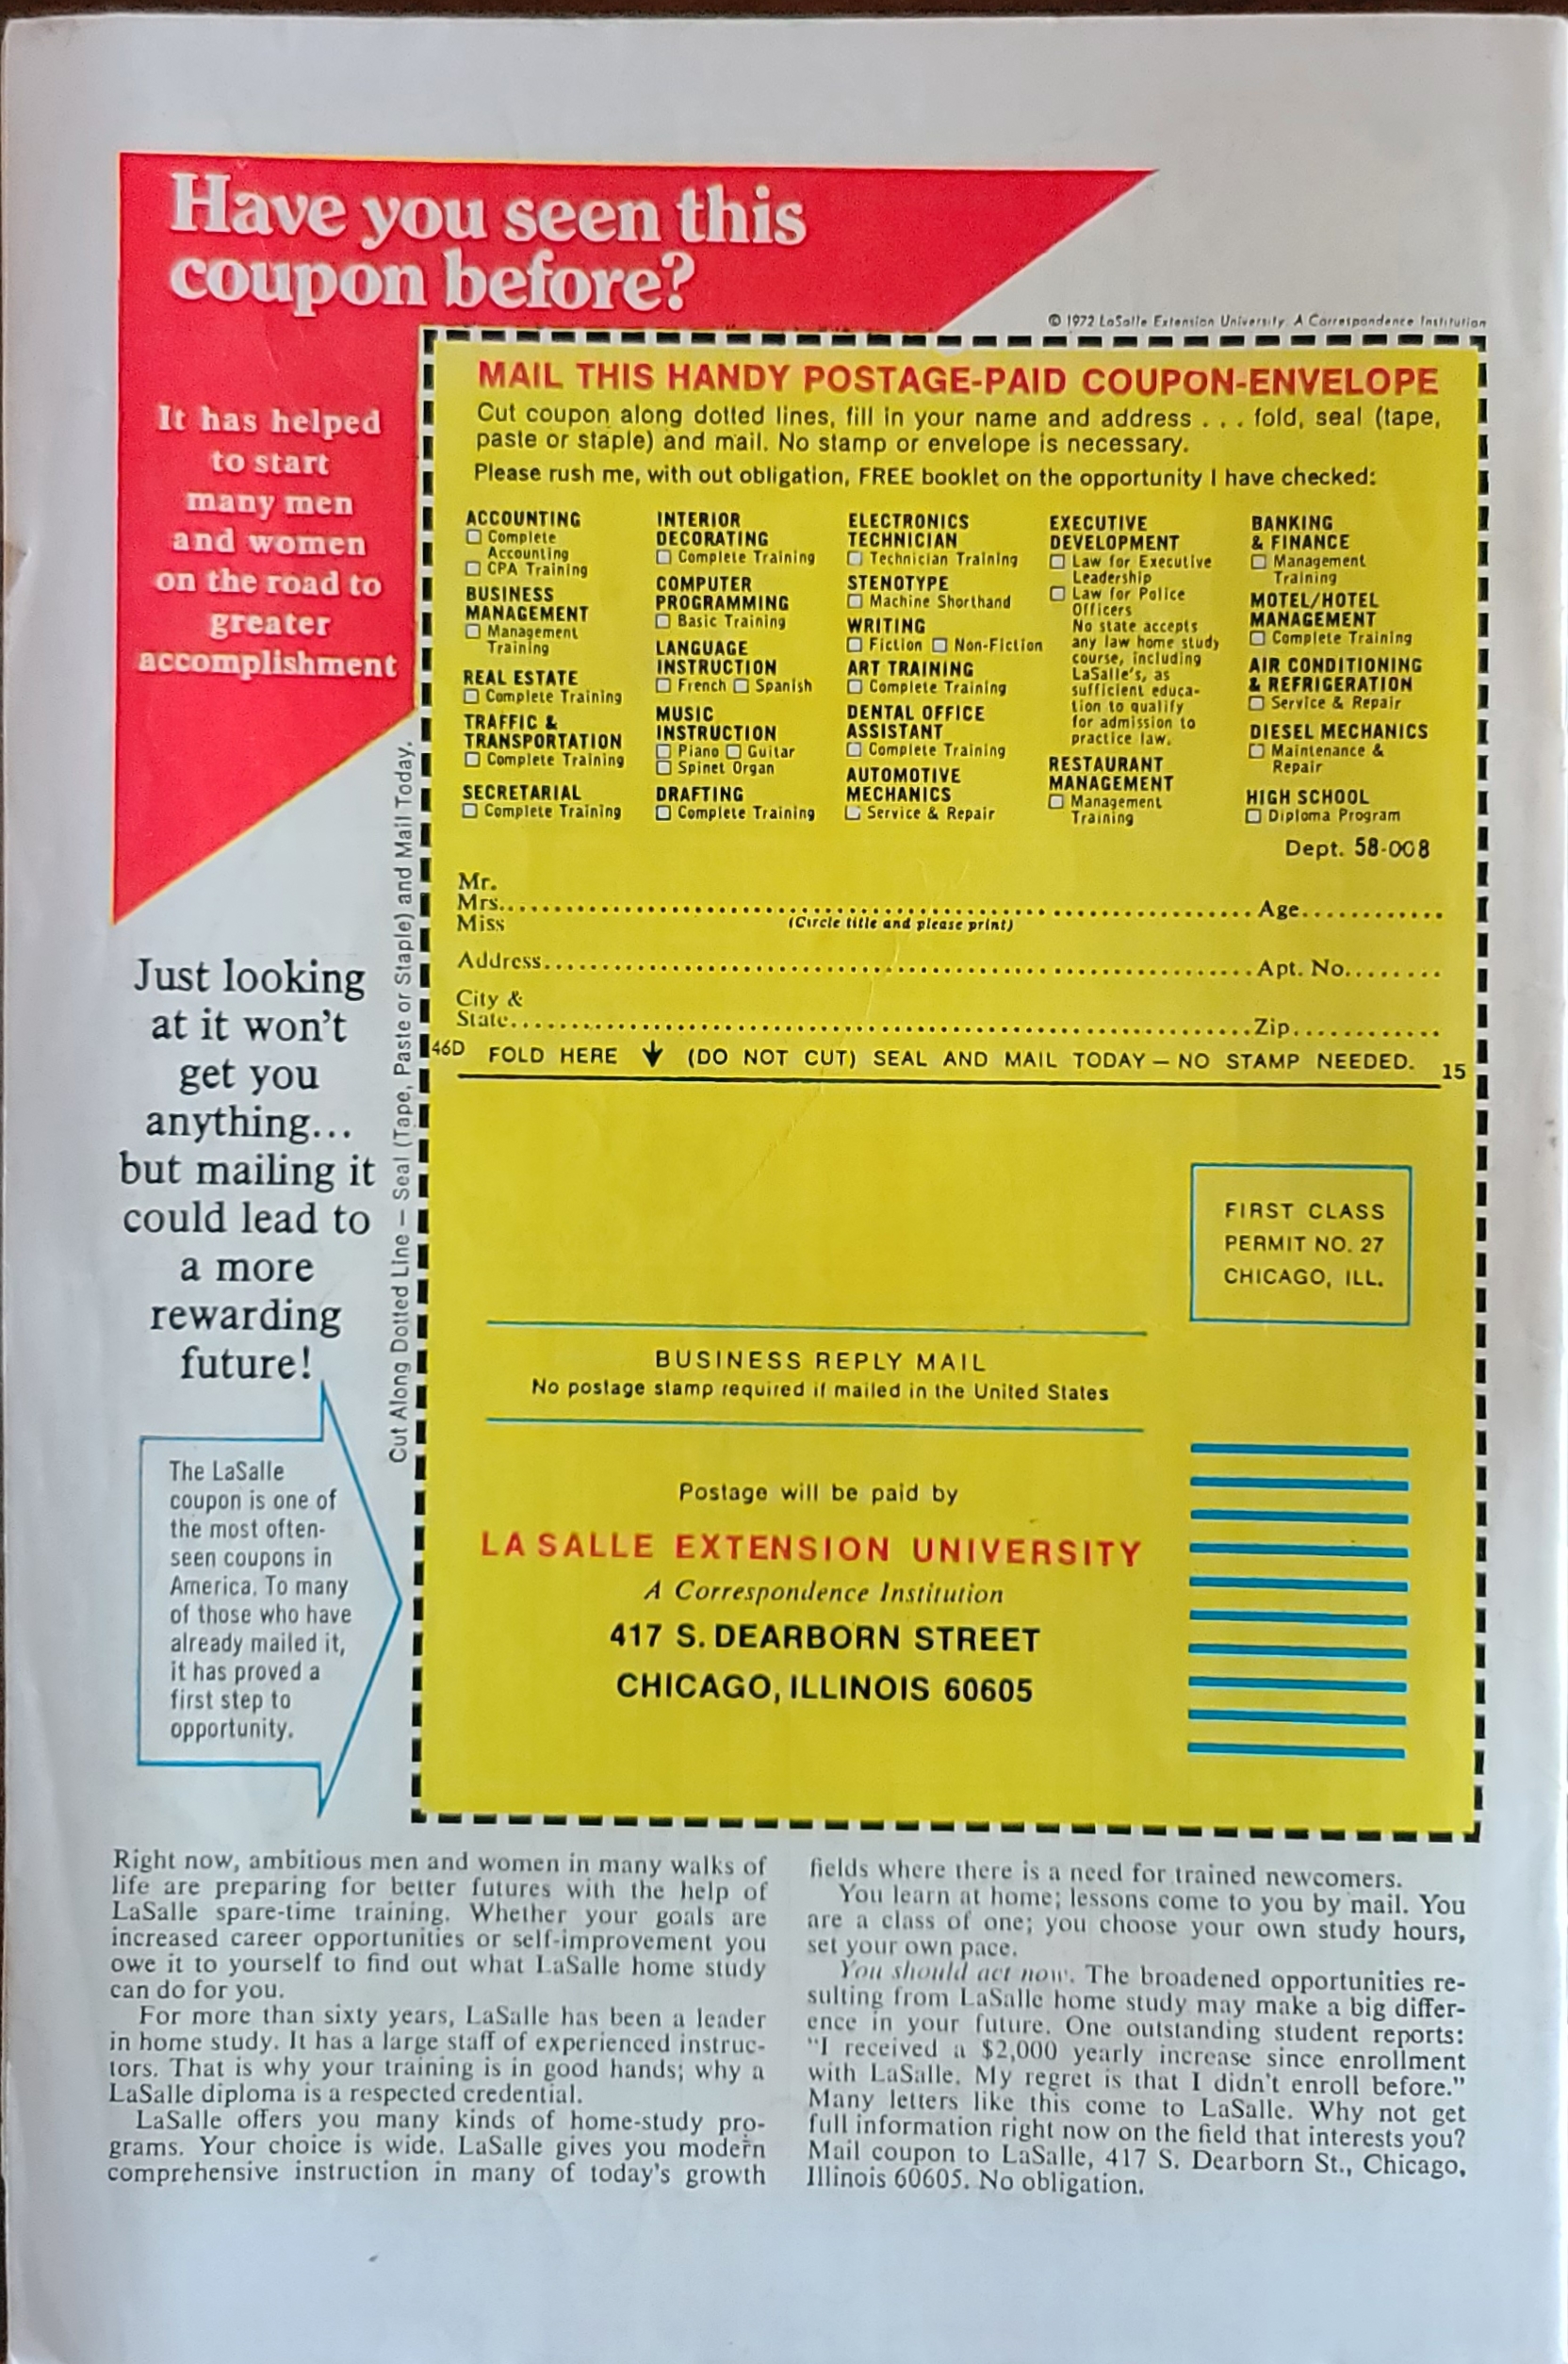 Have you seen this
coupon before?
© 1972 LaSalle Extension University A Correspondence Institution
It has helped
to start
many men
and women
on the road to
greater
accomplishment
Just looking
at it won't
get you
anything...
but mailing it
could lead to
a more
rewarding
future!
The LaSalle
coupon is one of
the most often-
seen coupons in
America. To many
of those who have
already mailed it,
it has proved a
first step to
opportunity.
Cut Along Dotted Line — Seal (Tape, Paste or Staple) and Mail Today.
MAIL THIS HANDY POSTAGE-PAID COUPON-ENVELOPE
Cut coupon along dotted lines, fill in your name and address . . . fold, seal (tape,
paste or staple) and mail. No stamp or envelope is necessary.
Please rush me, with out obligation, FREE booklet on the opportunity I have checked:
ACCOUNTING
Complete
Accounting
CPA Training
BUSINESS
MANAGEMENT
Management
Training
REAL ESTATE
Complete Training
TRAFFIC &
TRANSPORTATION
Complete Training
SECRETARIAL
Complete Training
INTERIOR
DECORATING
Complete Training
COMPUTER
PROGRAMMING
Basic Training
LANGUAGE
INSTRUCTION
French Spanish
MUSIC
INSTRUCTION
Piano Guitar
Spinet Organ
DRAFTING
Complete Training
ELECTRONICS
TECHNICIAN
Technician Training
STENOTYPE
Machine Shorthand
WRITING
Fiction Non-Fiction
ART TRAINING
Complete Training
DENTAL OFFICE
ASSISTANT
Complete Training
AUTOMOTIVE
MECHANICS
Service & Repair
EXECUTIVE
DEVELOPMENT
Law for Executive
Leadership
Law for Police
Officers
No state accepts
any law home study
course, including
LaSalle's, as
sufficient educa-
tion to qualify
for admission to
practice law.
RESTAURANT
MANAGEMENT
Management
Training
BANKING
& FINANCE
Management
Training
MOTEL/HOTEL
MANAGEMENT
Complete Training
AIR CONDITIONING
& REFRIGERATION
Service & Repair
DIESEL MECHANICS
Maintenance &
Repair
HIGH SCHOOL
Diploma Program
Dept. 58-008
Mr.
Mrs. Age
Miss (Circle title and please print)
Address Apt. No.
City &
State Zip
46D FOLD HERE ↓ (DO NOT CUT) SEAL AND MAIL TODAY — NO STAMP NEEDED. 15
FIRST CLASS
PERMIT NO. 27
CHICAGO, ILL.
BUSINESS REPLY MAIL
No postage stamp required if mailed in the United States
Postage will be paid by
LA SALLE EXTENSION UNIVERSITY
A Correspondence Institution
417 S. DEARBORN STREET
CHICAGO, ILLINOIS 60605
Right now, ambitious men and women in many walks of
life are preparing for better futures with the help of
LaSalle spare-time training. Whether your goals are
increased career opportunities or self-improvement you
owe it to yourself to find out what LaSalle home study
can do for you.
For more than sixty years, LaSalle has been a leader
in home study. It has a large staff of experienced instruc-
tors. That is why your training is in good hands; why a
LaSalle diploma is a respected credential.
LaSalle offers you many kinds of home-study pro-
grams. Your choice is wide. LaSalle gives you modern
comprehensive instruction in many of today's growth
fields where there is a need for trained newcomers.
You learn at home; lessons come to you by mail. You
are a class of one; you choose your own study hours,
set your own pace.
You should act now. The broadened opportunities re-
sulting from LaSalle home study may make a big differ-
ence in your future. One outstanding student reports:
"I received a $2,000 yearly increase since enrollment
with LaSalle. My regret is that I didn't enroll before."
Many letters like this come to LaSalle. Why not get
full information right now on the field that interests you?
Mail coupon to LaSalle, 417 S. Dearborn St., Chicago,
Illinois 60605. No obligation.